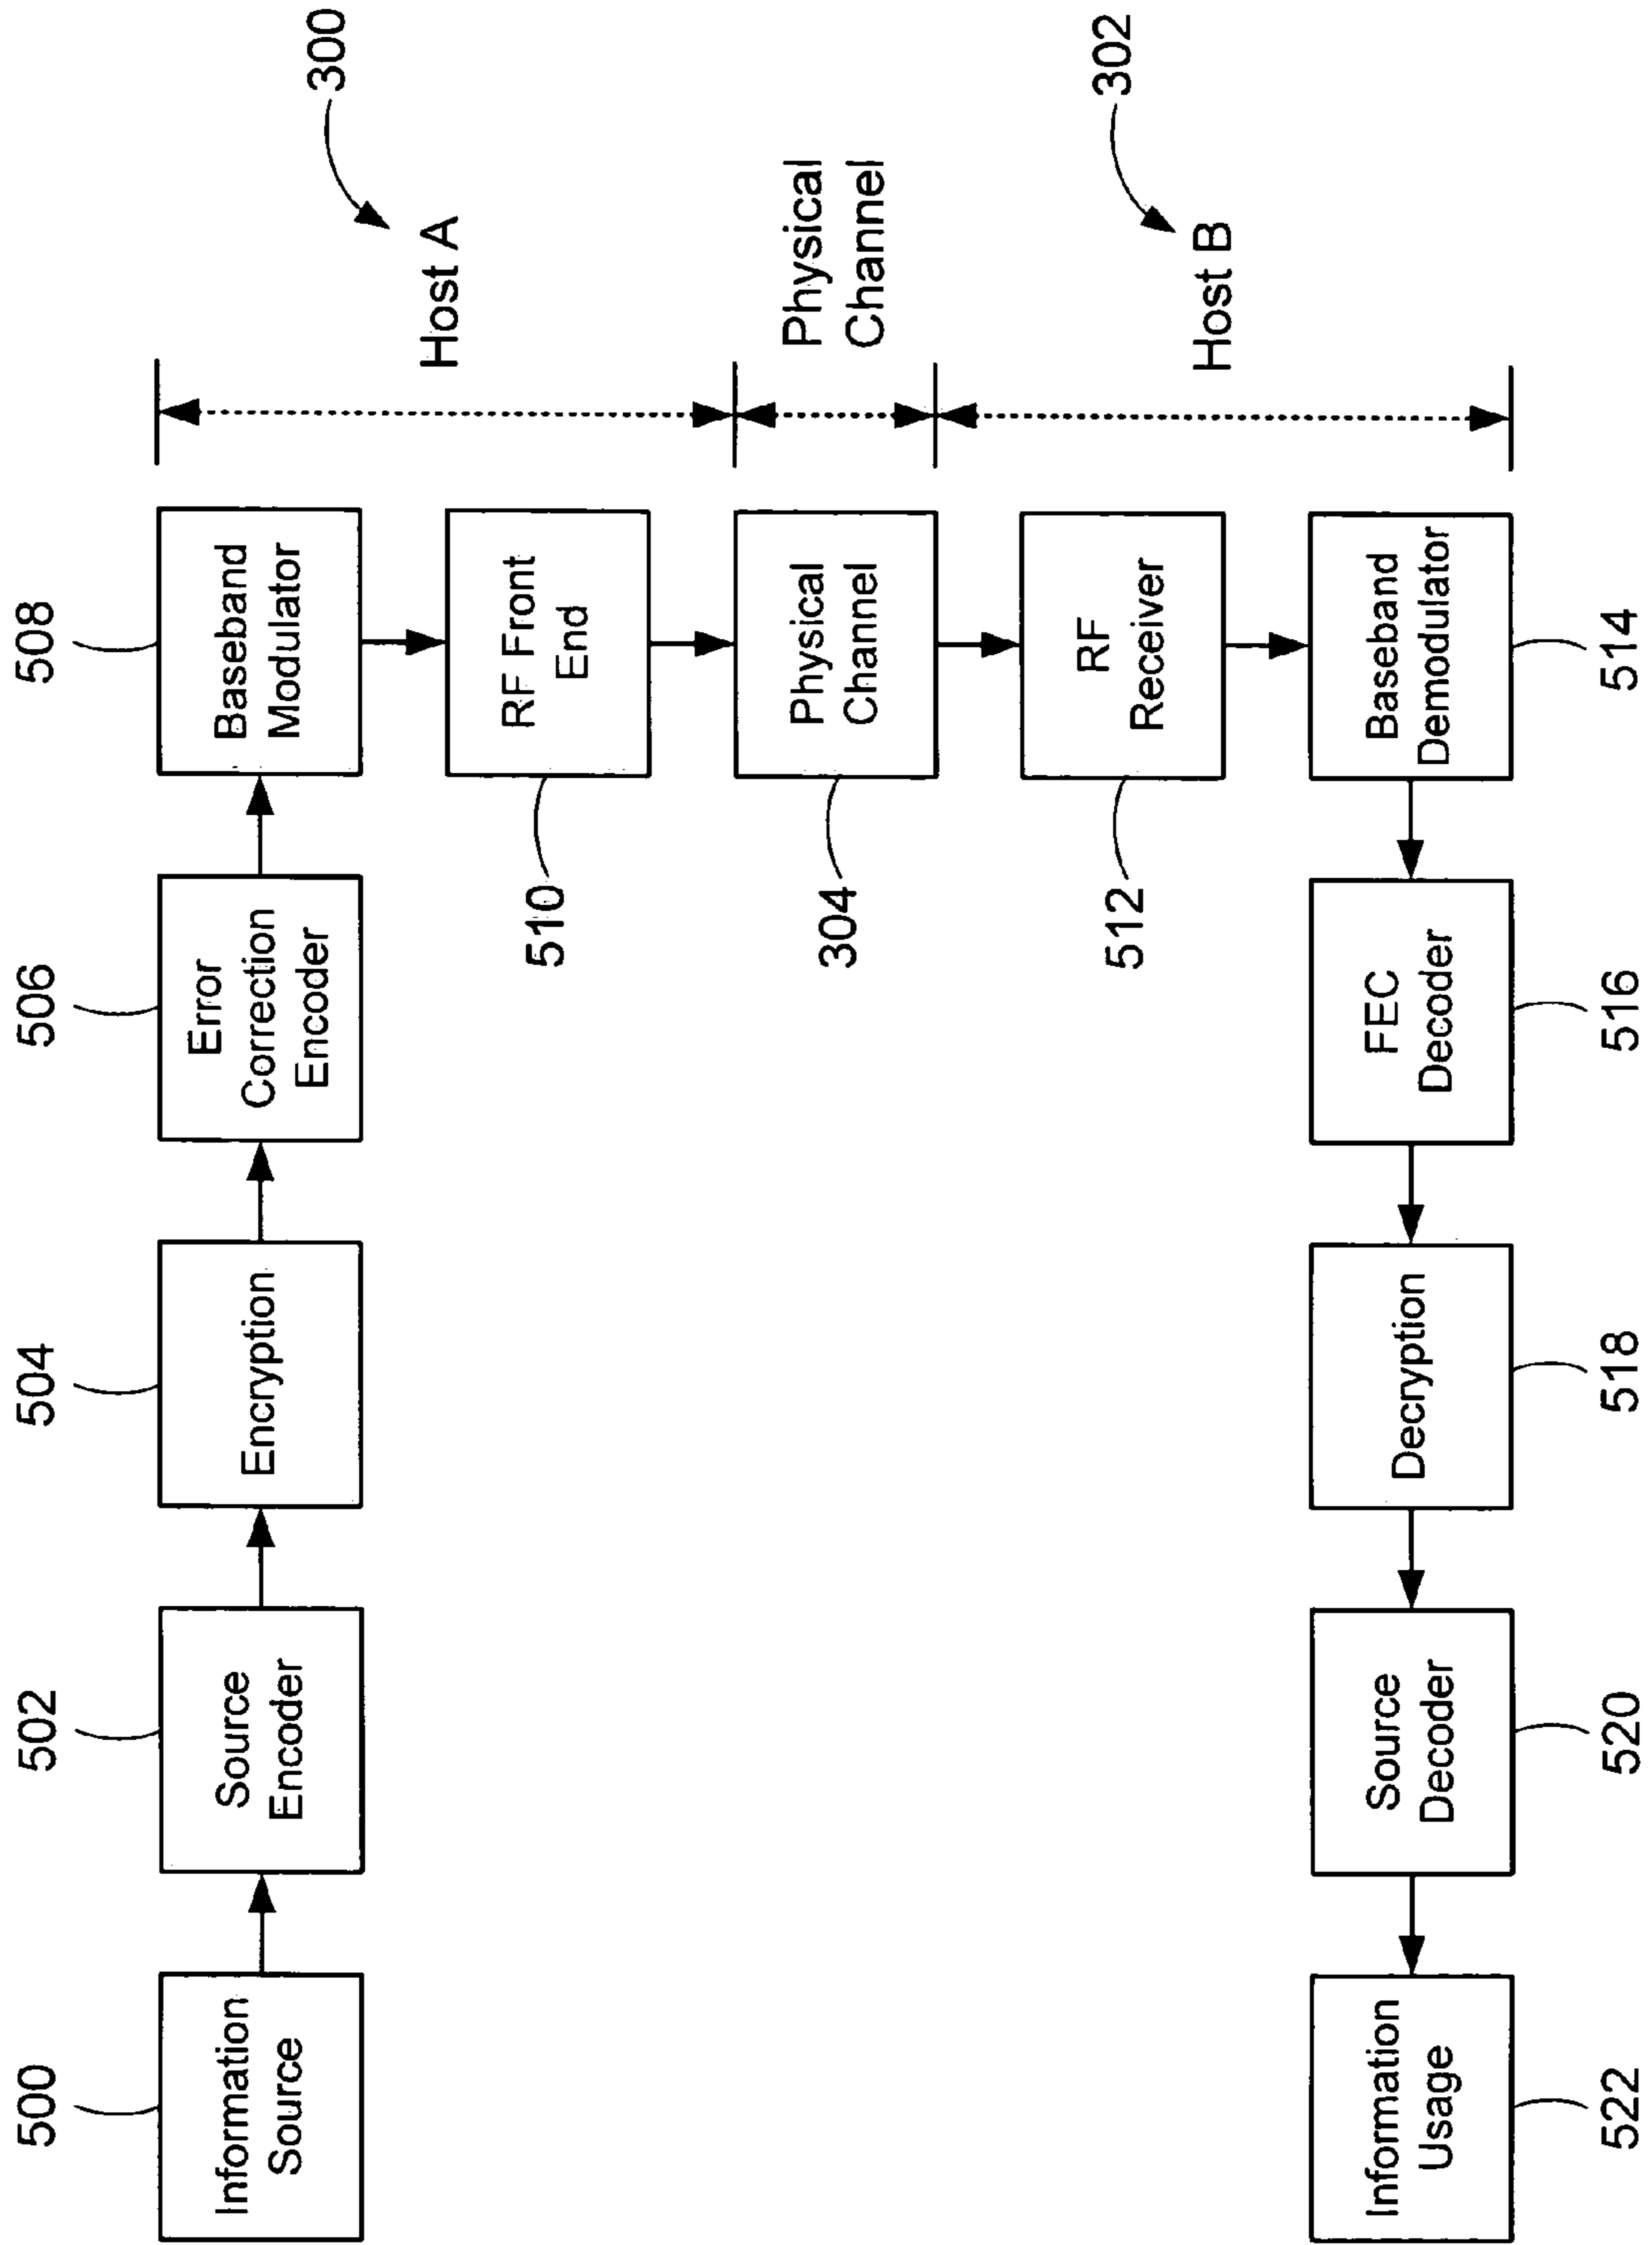 500
Information
Source
502
Source
Encoder
504
Encryption
506
Error
Correction
Encoder
508
Baseband
Modulator
510
RF Front
End
304
Physical
Channel
512
RF
Receiver
514
Baseband
Demodulator
516
FEC
Decoder
518
Decryption
520
Source
Decoder
522
Information
Usage
300
Host A
Physical
Channel
302
Host B